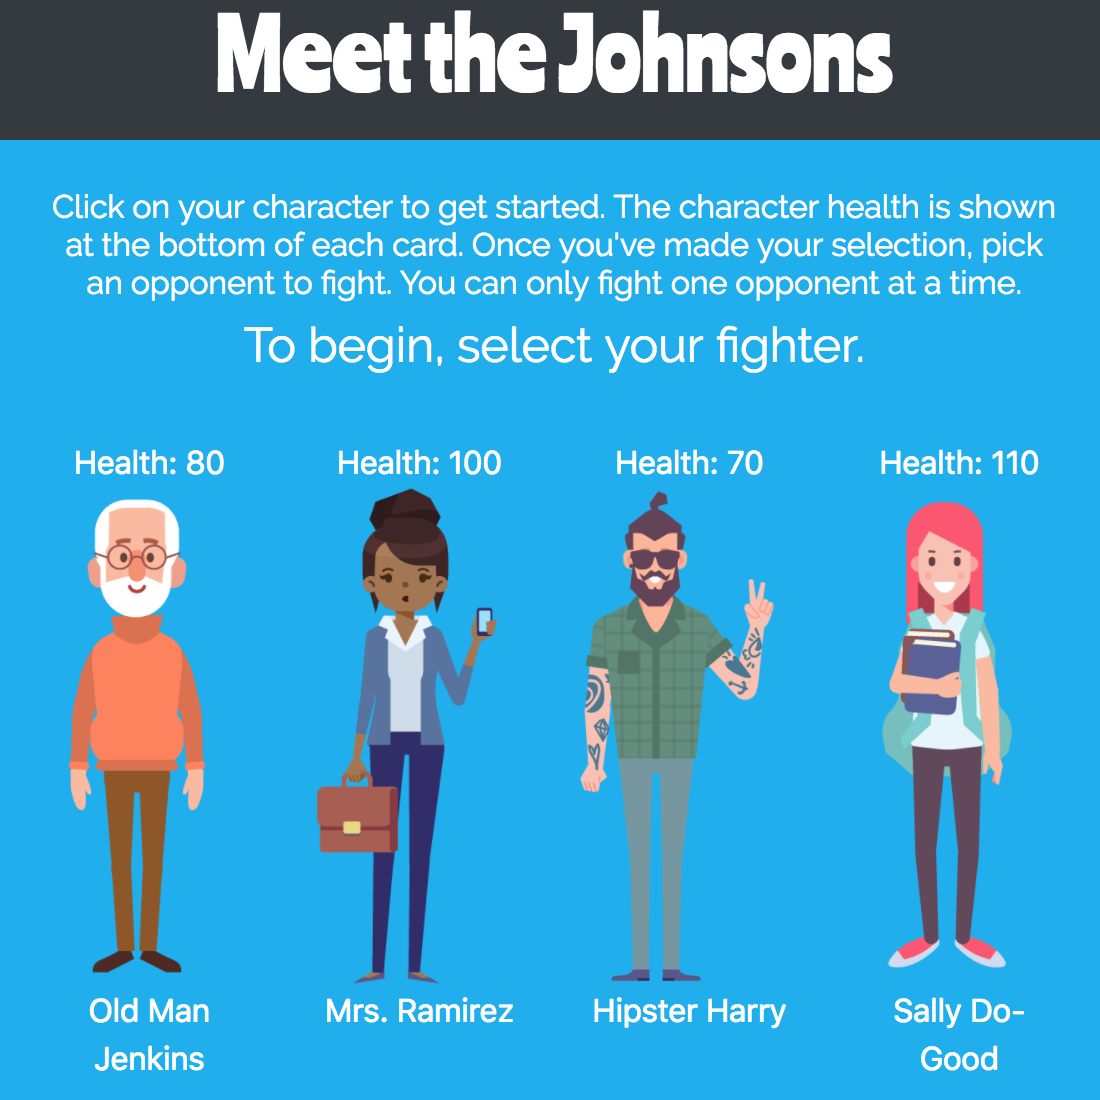 Meet the Johnsons
Click on your character to get started. The character health is shown
at the bottom of each card. Once you've made your selection, pick
an opponent to fight. You can only fight one opponent at a time.
To begin, select your fighter.
Health: 80
Health: 100
Health: 70
Health: 110
Old Man
Jenkins
Mrs. Ramirez
Hipster Harry
Sally Do-
Good